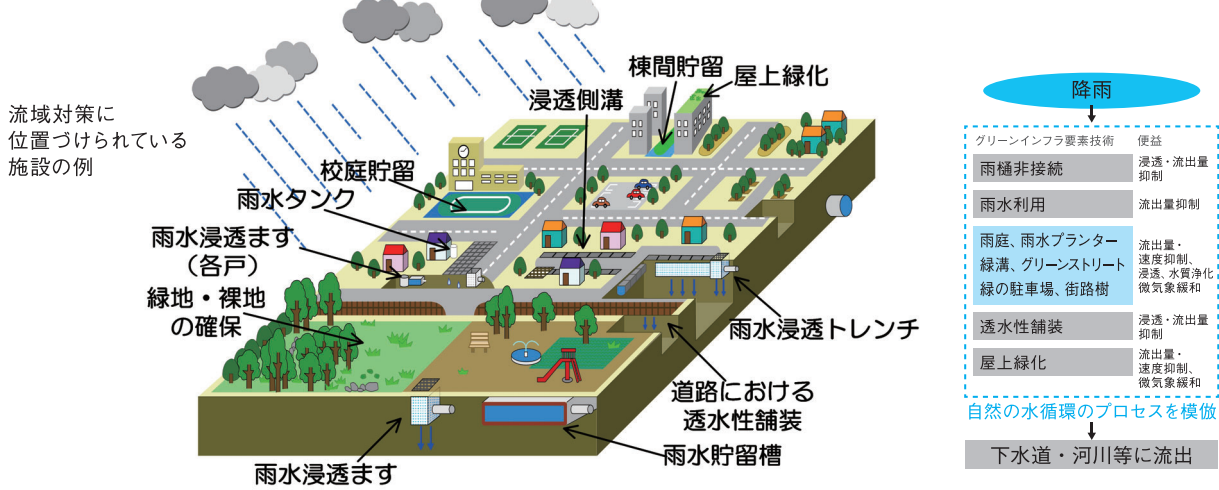 流域対策に
位置づけられている
施設の例
棟間貯留
屋上緑化
浸透側溝
校庭貯留
雨水タンク
雨水浸透ます
（各戸）
緑地・裸地
の確保
雨水浸透トレンチ
道路における
透水性舗装
雨水貯留槽
雨水浸透ます
降雨
グリーンインフラ要素技術
便益
雨樋非接続
浸透・流出量
抑制
雨水利用
流出量抑制
雨庭、雨水プランター
緑溝、グリーンストリート
緑の駐車場、街路樹
流出量・
速度抑制、
浸透、水質浄化
微気象緩和
透水性舗装
浸透・流出量
抑制
屋上緑化
流出量・
速度抑制、
微気象緩和
自然の水循環のプロセスを模倣
下水道・河川等に流出